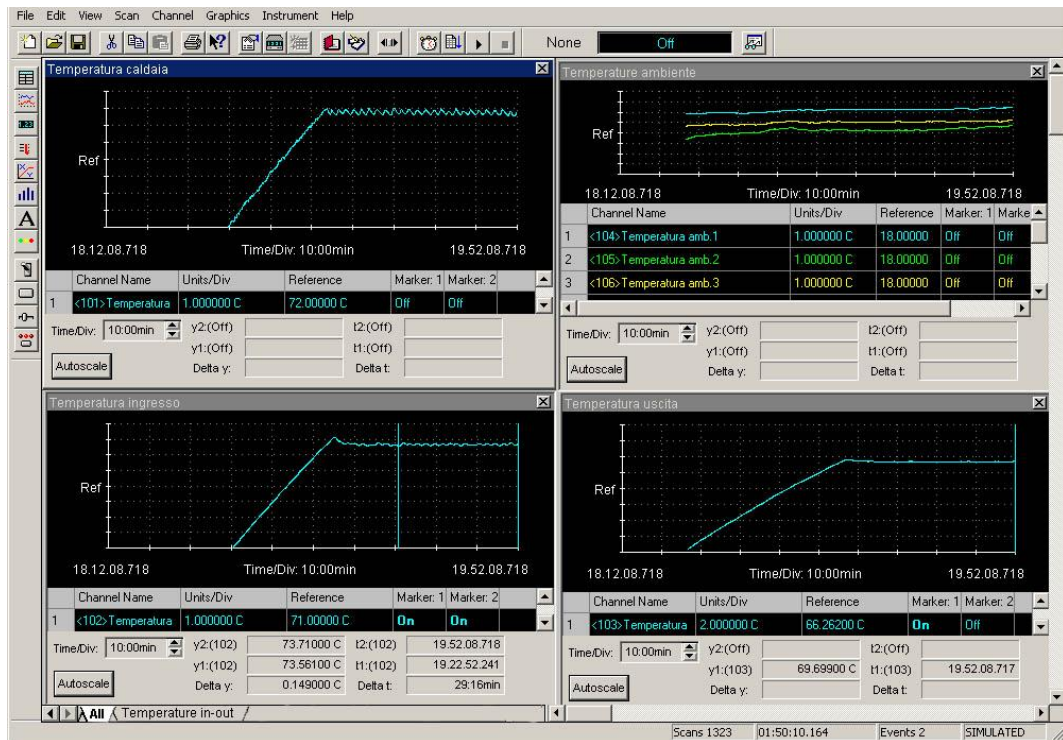 File Edit View Scan Channel Graphics Instrument Help
None Off
1.23
A
Temperatura caldaia
Ref
18.12.08.718 Time/Div: 10:00min 19.52.08.718
Channel Name Units/Div Reference Marker: 1 Marker: 2
1 <101>Temperatura 1.000000 C 72.00000 C Off Off
Time/Div: 10:00min y2:(Off) t2:(Off)
y1:(Off) t1:(Off)
Autoscale Delta y: Delta t:
Temperature ambiente
Ref
18.12.08.718 Time/Div: 10:00min 19.52.08.718
Channel Name Units/Div Reference Marker: 1 Marke
1 <104>Temperatura amb.1 1.000000 C 18.00000 Off Off
2 <105>Temperatura amb.2 1.000000 C 18.00000 Off Off
3 <106>Temperatura amb.3 1.000000 C 18.00000 Off Off
Time/Div: 10:00min y2:(Off) t2:(Off)
y1:(Off) t1:(Off)
Autoscale Delta y: Delta t:
Temperatura ingresso
Ref
18.12.08.718 Time/Div: 10:00min 19.52.08.718
Channel Name Units/Div Reference Marker: 1 Marker: 2
1 <102>Temperatura 1.000000 C 71.00000 C On On
Time/Div: 10:00min y2:(102) 73.71000 C t2:(102) 19.52.08.718
y1:(102) 73.56100 C t1:(102) 19.22.52.241
Autoscale Delta y: 0.149000 C Delta t: 29:16min
Temperatura uscita
Ref
18.12.08.718 Time/Div: 10:00min 19.52.08.718
Channel Name Units/Div Reference Marker: 1 Marker: 2
1 <103>Temperatura 2.000000 C 66.26200 C On Off
Time/Div: 10:00min y2:(Off) t2:(Off)
y1:(103) 69.69900 C t1:(103) 19.52.08.717
Autoscale Delta y: Delta t:
All Temperature in-out
Scans 1323 01:50:10.164 Events 2 SIMULATED